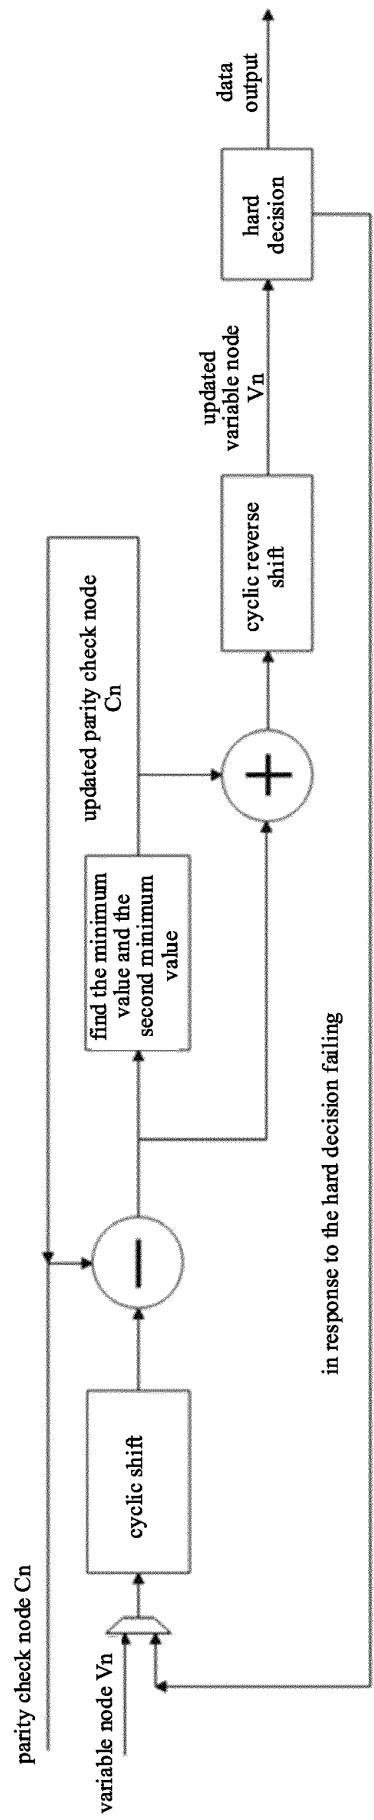 parity check node Cn
variable node Vn
cyclic shift
find the minimum
value and the
second minimum
value
updated parity check node
Cn
cyclic reverse
shift
updated
variable node
Vn
hard
decision
data
output
in response to the hard decision failing